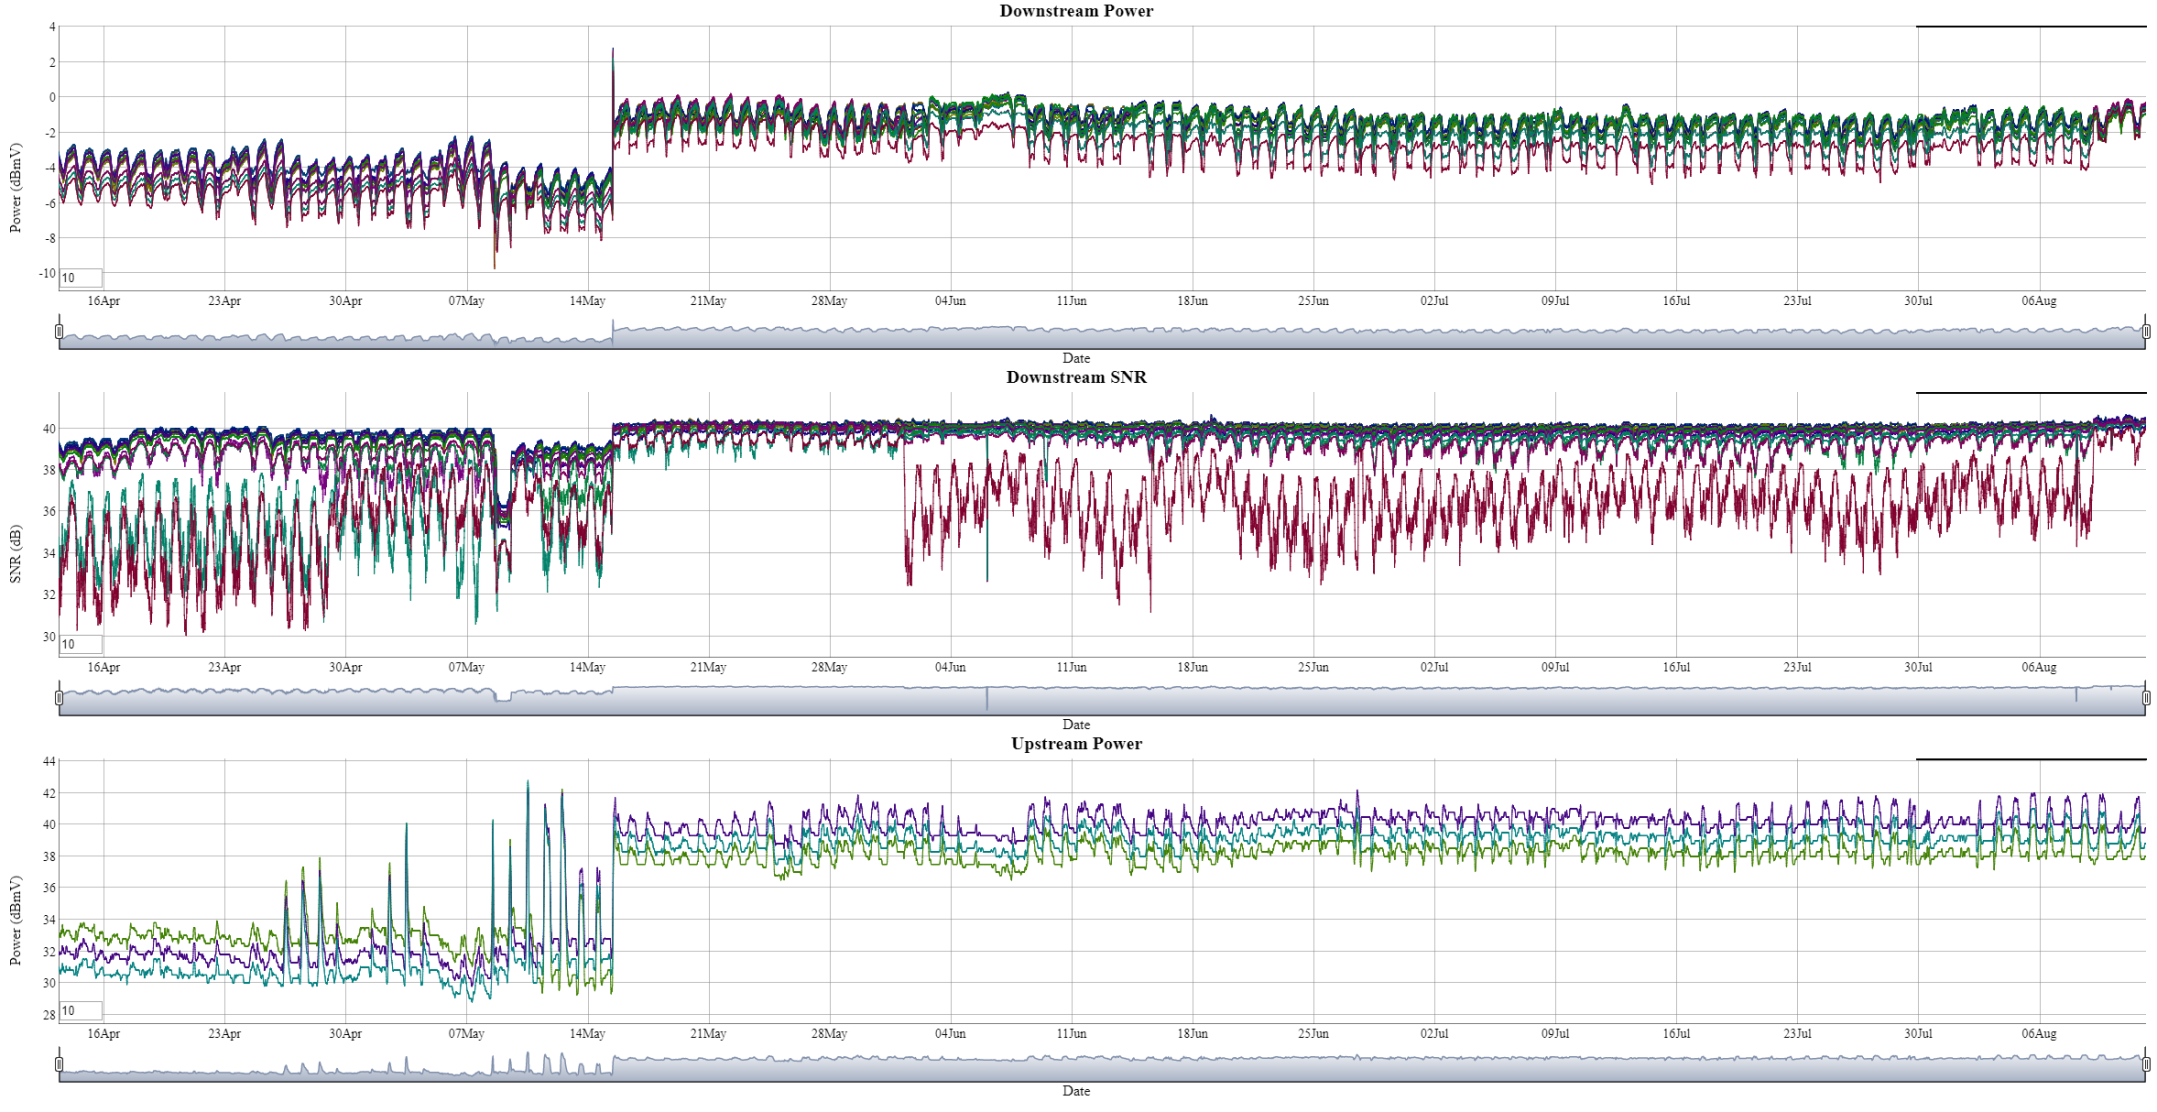 Downstream Power
4
2
0
-2
-4
-6
-8
-10
Power (dBmV)
10
16Apr 23Apr 30Apr 07May 14May 21May 28May 04Jun 11Jun 18Jun 25Jun 02Jul 09Jul 16Jul 23Jul 30Jul 06Aug
Date
Downstream SNR
40
38
36
34
32
30
SNR (dB)
10
16Apr 23Apr 30Apr 07May 14May 21May 28May 04Jun 11Jun 18Jun 25Jun 02Jul 09Jul 16Jul 23Jul 30Jul 06Aug
Date
Upstream Power
44
42
40
38
36
34
32
30
28
Power (dBmV)
10
16Apr 23Apr 30Apr 07May 14May 21May 28May 04Jun 11Jun 18Jun 25Jun 02Jul 09Jul 16Jul 23Jul 30Jul 06Aug
Date